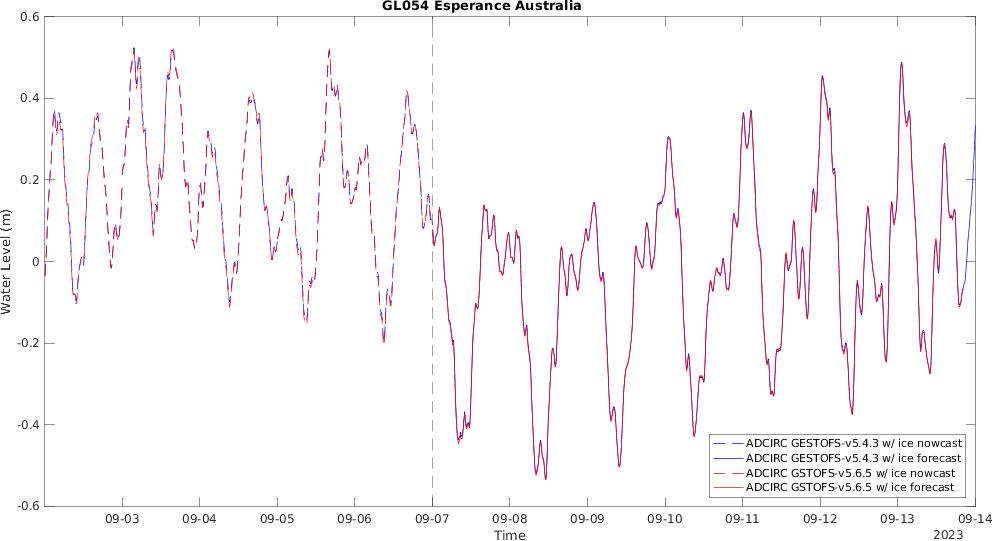 GL054 Esperance Australia
0.6
0.4
0.2
0
-0.2
-0.4
-0.6
Water Level (m)
ADCIRC GESTOFS-v5.4.3 w/ ice nowcast
ADCIRC GESTOFS-v5.4.3 w/ ice forecast
ADCIRC GSTOFS-v5.6.5 w/ ice nowcast
ADCIRC GSTOFS-v5.6.5 w/ ice forecast
09-03 09-04 09-05 09-06 09-07 09-08 09-09 09-10 09-11 09-12 09-13 09-14
Time
2023